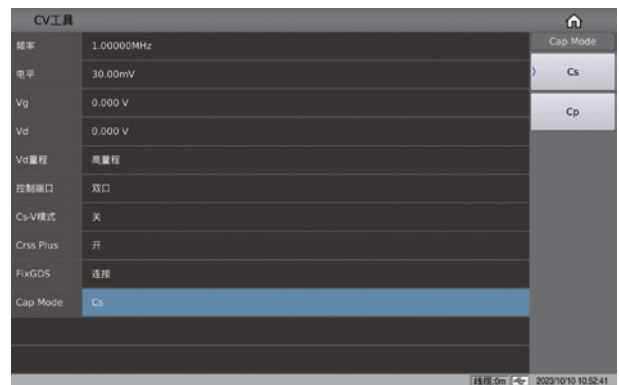 CV工具
频率 1.00000MHz
电平 30.00mV
Vg 0.000 V
Vd 0.000 V
Vd量程 高量程
控制端口 双口
Cs-V模式 关
Crss Plus 开
FixGDS 连接
Cap Mode Cs
Cap Mode
Cs
Cp
线缆:0m 2023/10/10 10:52:41